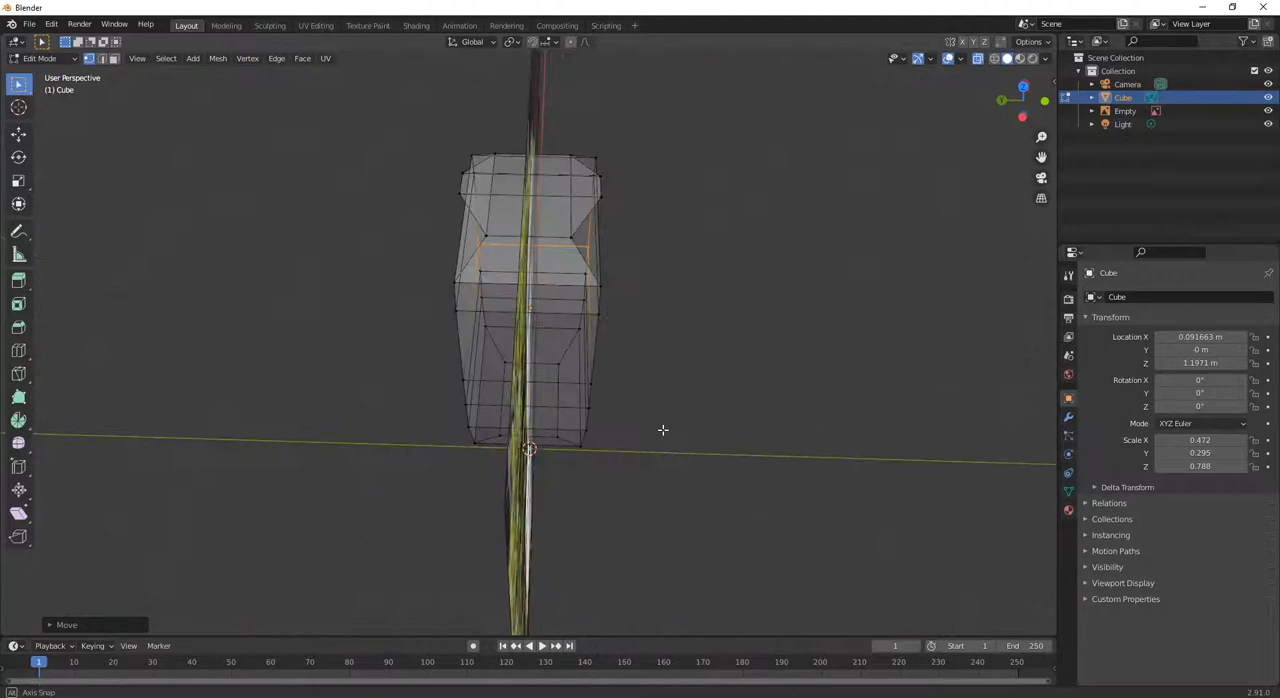 Blender
File Edit Render Window Help Layout Modeling Sculpting UV Editing Texture Paint Shading Animation Rendering Compositing Scripting + Scene View Layer
Global X Y Z Options
Edit Mode View Select Add Mesh Vertex Edge Face UV
User Perspective
(1) Cube
Scene Collection
Collection
Camera
Cube
Empty
Light
Z
Y
Cube
Cube
Transform
Location X 0.091663 m
Y -0 m
Z 1.1971 m
Rotation X 0°
Y 0°
Z 0°
Mode XYZ Euler
Scale X 0.472
Y 0.295
Z 0.788
Delta Transform
Relations
Collections
Instancing
Motion Paths
Visibility
Viewport Display
Custom Properties
Move
Playback Keying View Marker 1 Start 1 End 250
1 10 20 30 40 50 60 70 80 90 100 110 120 130 140 150 160 170 180 190 200 210 220 230 240 250
Alt Axis Snap 2.91.0